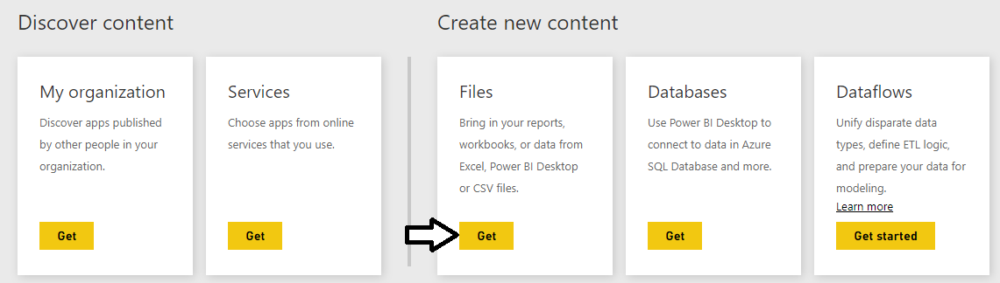 Discover content
Create new content
My organization
Discover apps published
by other people in your
organization.
Get
Services
Choose apps from online
services that you use.
Get
Files
Bring in your reports,
workbooks, or data from
Excel, Power BI Desktop
or CSV files.
Get
Databases
Use Power BI Desktop to
connect to data in Azure
SQL Database and more.
Get
Dataflows
Unify disparate data
types, define ETL logic,
and prepare your data for
modeling.
Learn more
Get started